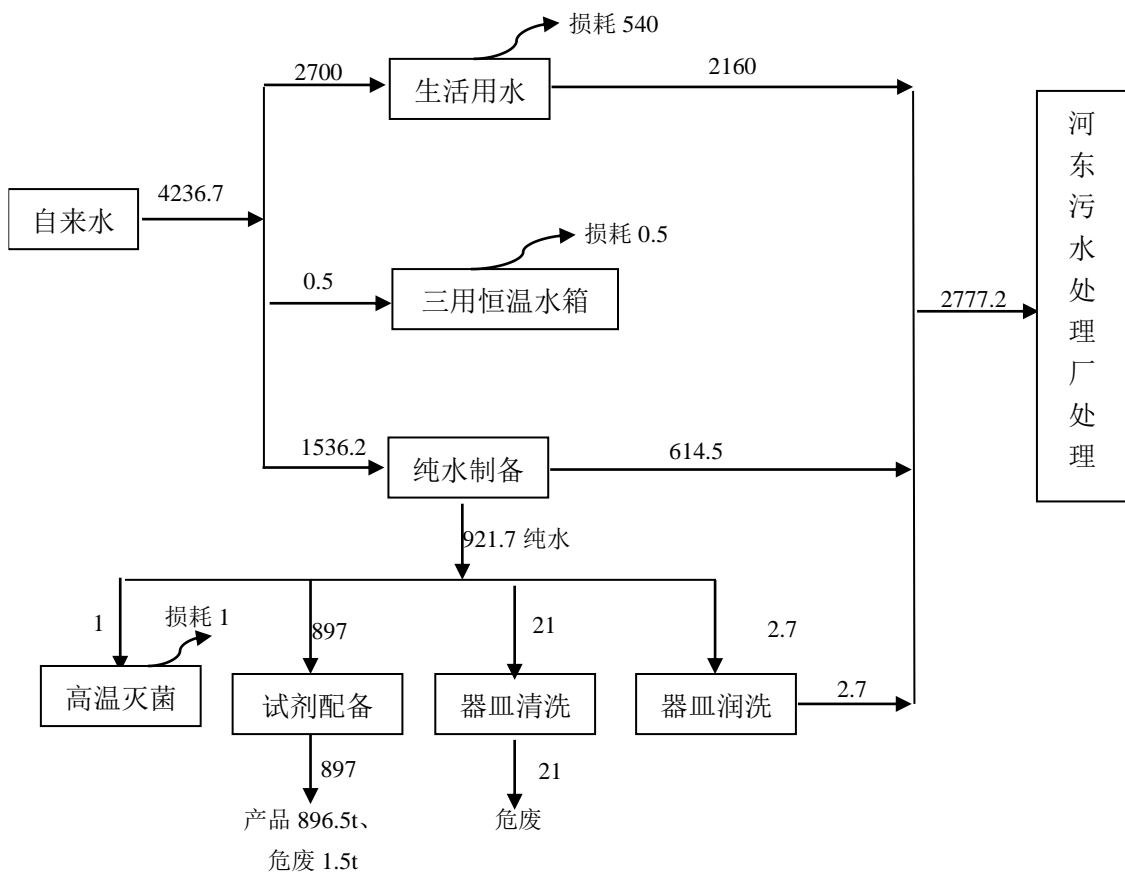 损耗 540
2700
生活用水
2160
河东污水处理厂处理
4236.7
自来水
损耗 0.5
0.5
三用恒温水箱
2777.2
1536.2
纯水制备
614.5
921.7 纯水
1
损耗 1
897
21
2.7
高温灭菌
试剂配备
器皿清洗
器皿润洗
2.7
897
21
产品 896.5t、
危废 1.5t
危废